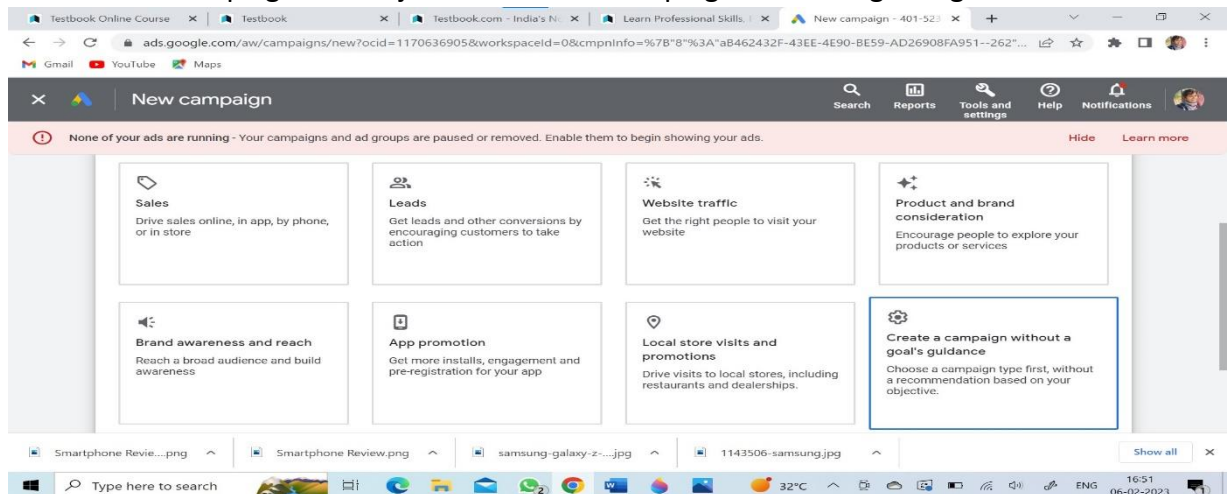 Testbook Online Course
Testbook
Testbook.com - India's No
Learn Professional Skills,
New campaign - 401-523
ads.google.com/aw/campaigns/new?ocid=1170636905&workspaceId=0&cmpnInfo=%7B"8"%3A"aB462432F-43EE-4E90-BE59-AD26908FA951--262"...
Gmail YouTube Maps
New campaign
Search Reports Tools and settings Help Notifications
None of your ads are running - Your campaigns and ad groups are paused or removed. Enable them to begin showing your ads. Hide Learn more
Sales
Drive sales online, in app, by phone,
or in store
Leads
Get leads and other conversions by
encouraging customers to take
action
Website traffic
Get the right people to visit your
website
Product and brand
consideration
Encourage people to explore your
products or services
Brand awareness and reach
Reach a broad audience and build
awareness
App promotion
Get more installs, engagement and
pre-registration for your app
Local store visits and
promotions
Drive visits to local stores, including
restaurants and dealerships.
Create a campaign without a
goal's guidance
Choose a campaign type first, without
a recommendation based on your
objective.
Smartphone Revie....png Smartphone Review.png samsung-galaxy-z-....jpg 1143506-samsung.jpg Show all
Type here to search 2 32°C ENG 16:51
06-02-2023